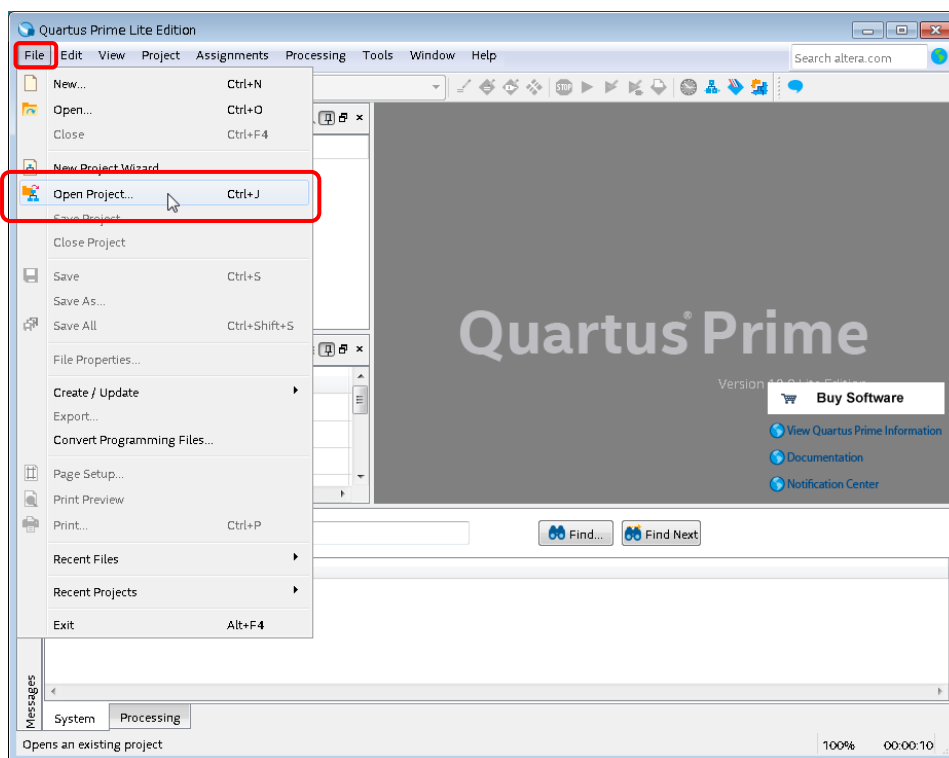 Quartus Prime Lite Edition
File Edit View Project Assignments Processing Tools Window Help
Search altera.com
New... Ctrl+N
Open... Ctrl+O
Close Ctrl+F4
New Project Wizard
Open Project... Ctrl+J
Save Project
Close Project
Save Ctrl+S
Save As...
Save All Ctrl+Shift+S
File Properties...
Create / Update
Export...
Convert Programming Files...
Page Setup...
Print Preview
Print... Ctrl+P
Recent Files
Recent Projects
Exit Alt+F4
STOP
Quartus® Prime
Version
Lite Edition
Buy Software
View Quartus Prime Information
Documentation
Notification Center
Find... Find Next
Messages
System Processing
Opens an existing project
100% 00:00:10